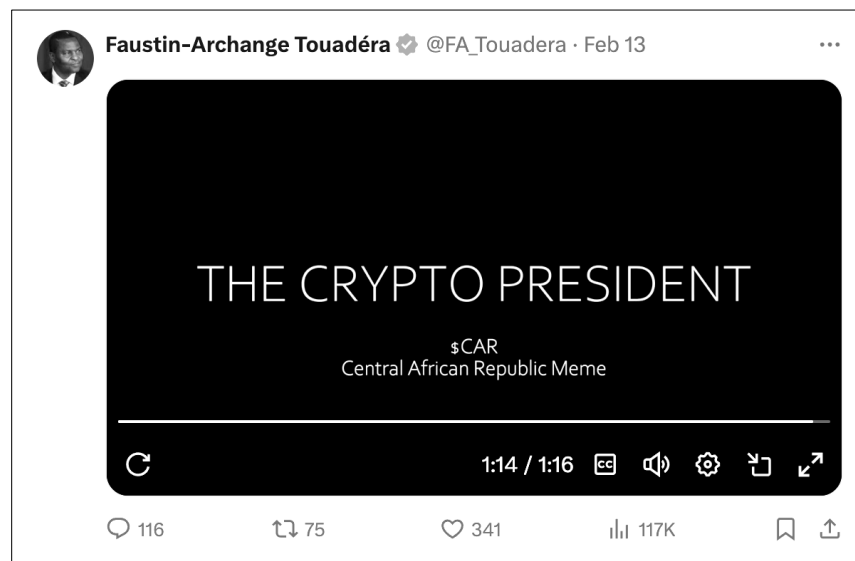 Faustin-Archange Touadéra @FA_Touadera · Feb 13
THE CRYPTO PRESIDENT
$CAR
Central African Republic Meme
1:14 / 1:16 CC
116 75 341 117K